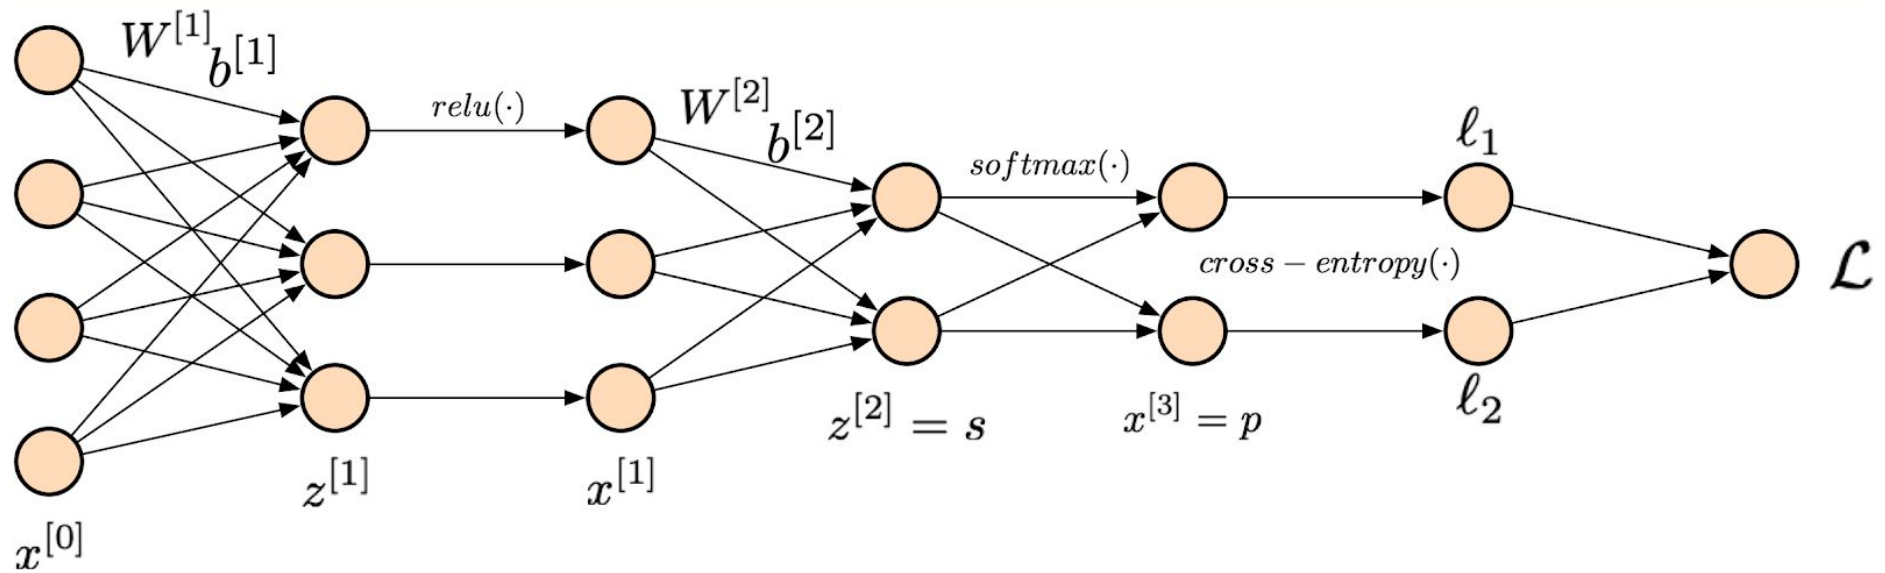 W^{[1]}
b^{[1]}
relu(·)
W^{[2]}
b^{[2]}
softmax(·)
ℓ_1
cross − entropy(·)
ℒ
ℓ_2
z^{[2]} = s
x^{[3]} = p
z^{[1]}
x^{[1]}
x^{[0]}